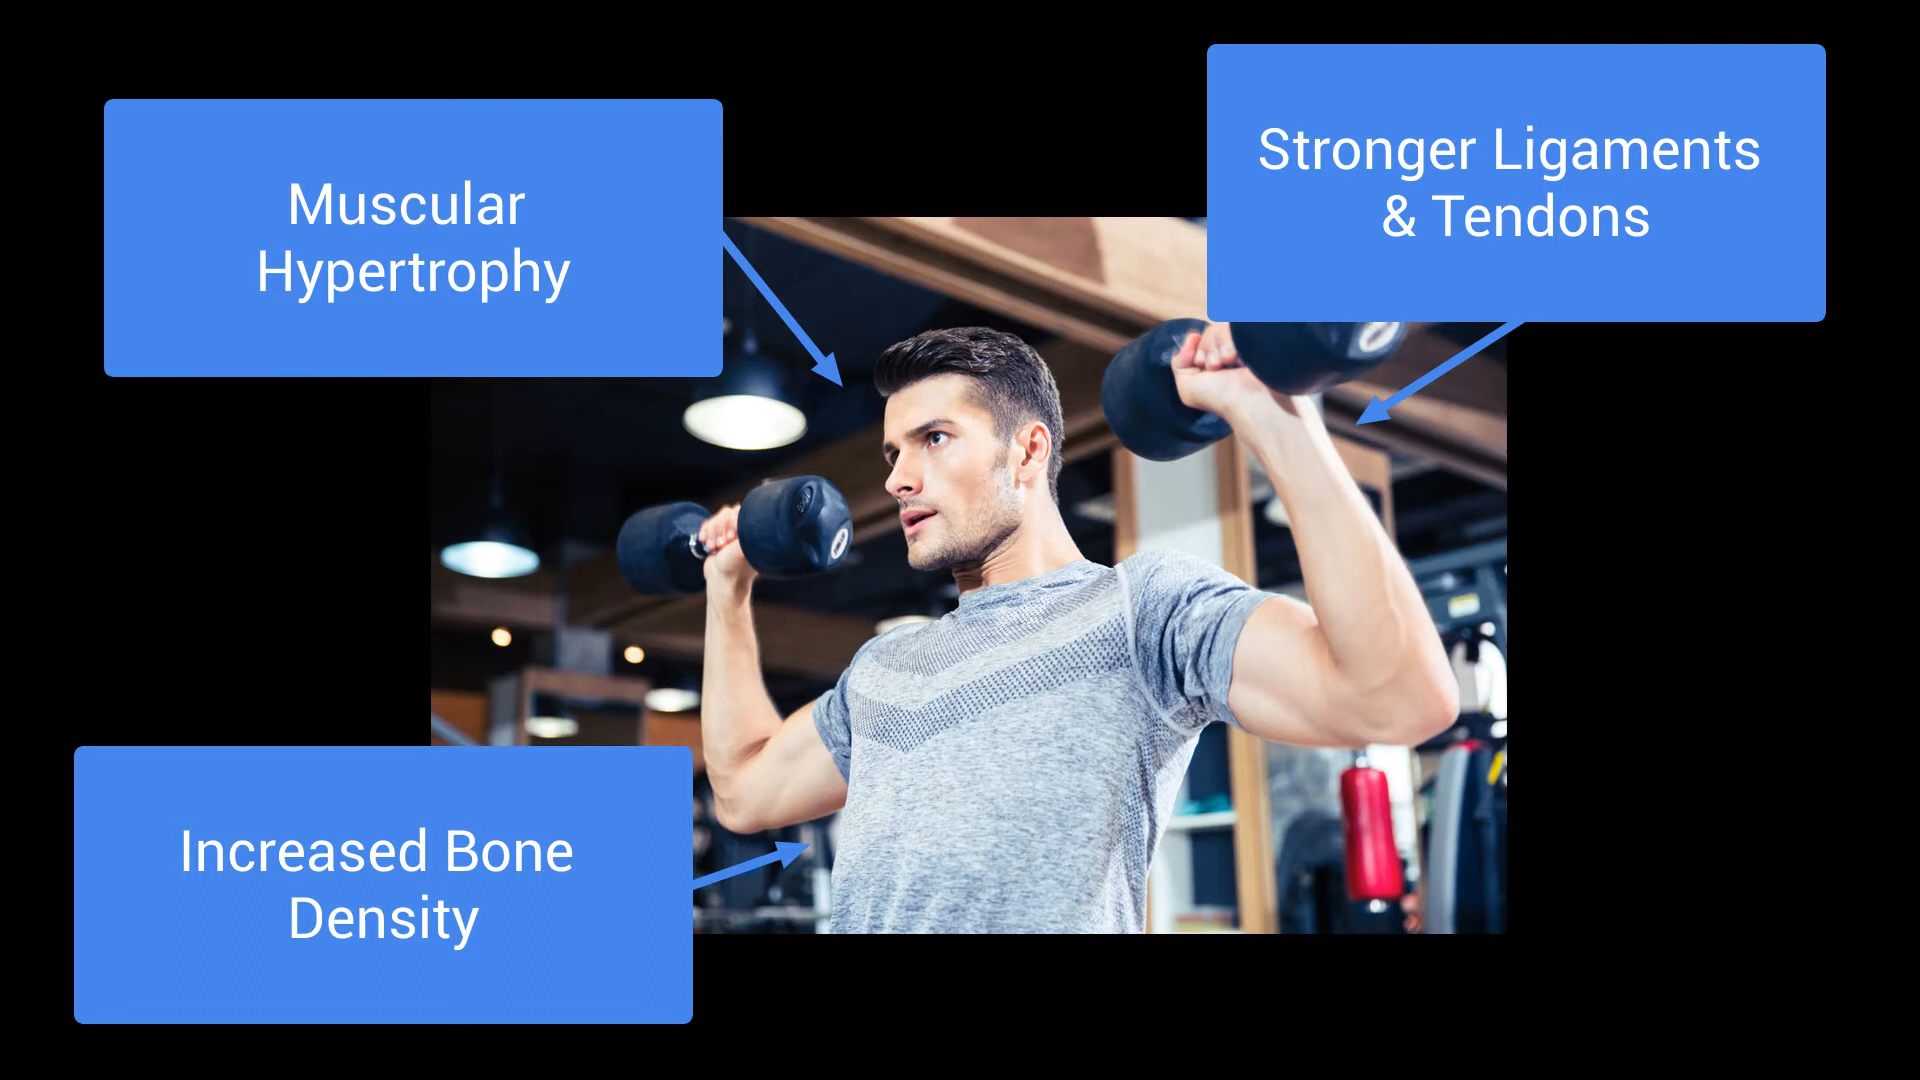 Muscular
Hypertrophy
Stronger Ligaments
& Tendons
Increased Bone
Density